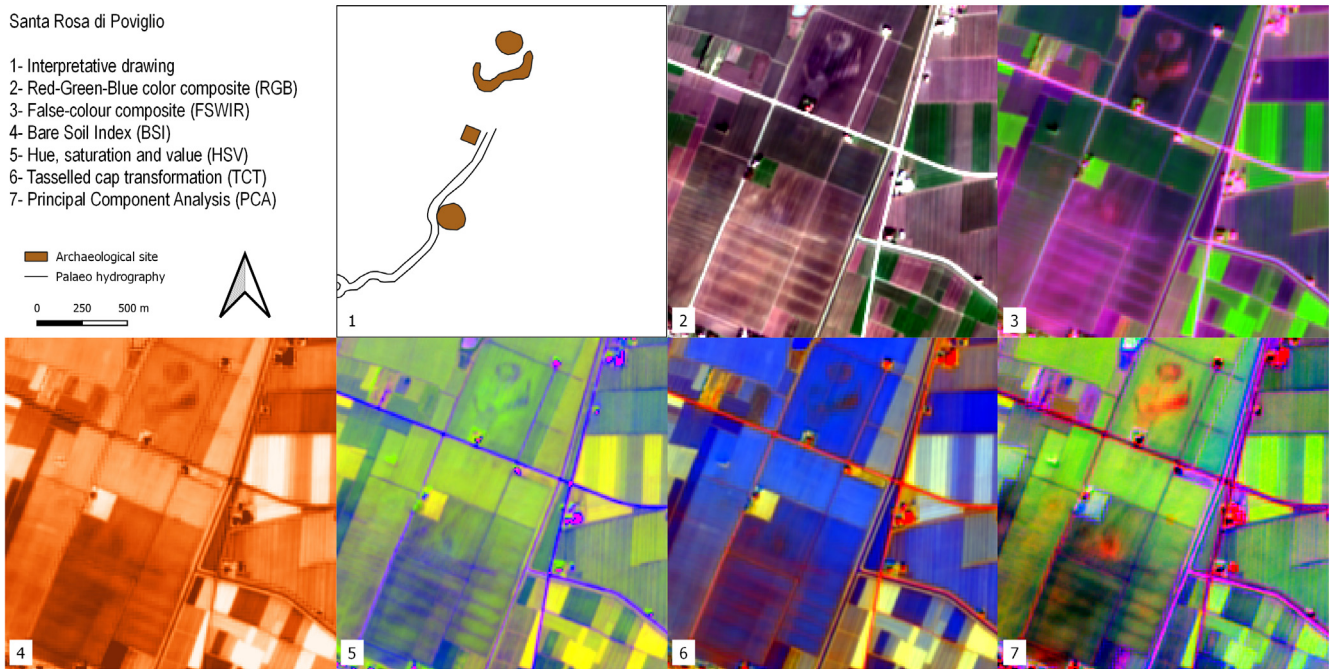 Santa Rosa di Poviglio
1- Interpretative drawing
2- Red-Green-Blue color composite (RGB)
3- False-colour composite (FSWIR)
4- Bare Soil Index (BSI)
5- Hue, saturation and value (HSV)
6- Tasselled cap transformation (TCT)
7- Principal Component Analysis (PCA)
Archaeological site
Palaeo hydrography
0 250 500 m
1
2
3
4
5
6
7